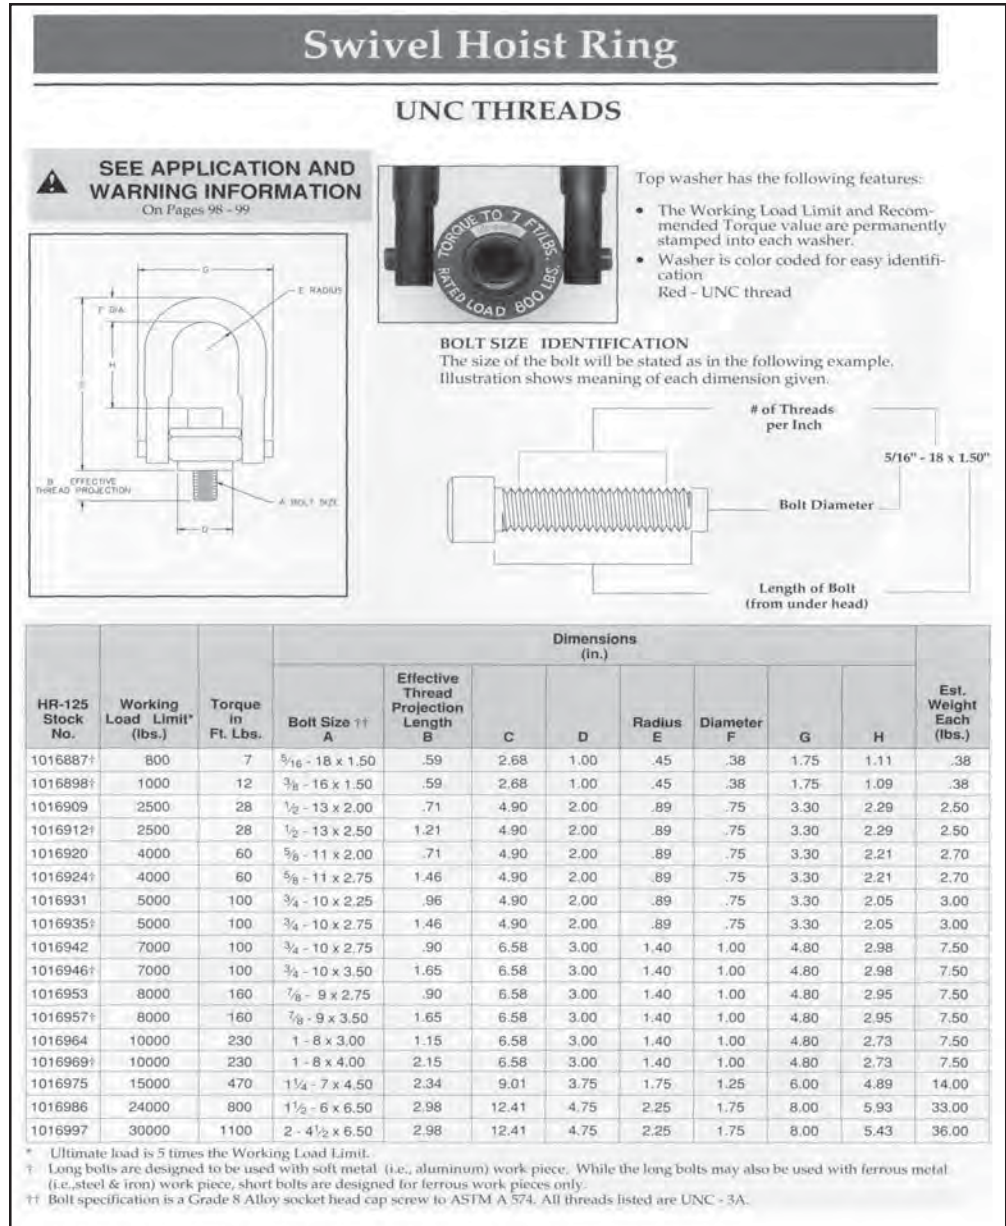 Swivel Hoist Ring
UNC THREADS
SEE APPLICATION AND
WARNING INFORMATION
On Pages 98 - 99
G
E RADIUS
F DIA.
H
B EFFECTIVE
THREAD PROJECTION
A BOLT SIZE
D
TORQUE TO 7 FT/LBS.
RATED LOAD 800 LBS.
Top washer has the following features:
• The Working Load Limit and Recom-
mended Torque value are permanently
stamped into each washer.
• Washer is color coded for easy identifi-
cation
Red - UNC thread
BOLT SIZE IDENTIFICATION
The size of the bolt will be stated as in the following example.
Illustration shows meaning of each dimension given.
# of Threads
per Inch
5/16" - 18 x 1.50"
Bolt Diameter
Length of Bolt
(from under head)
HR-125 Stock No. Working Load Limit* (lbs.) Torque in Ft. Lbs. Dimensions (in.) Est. Weight Each (lbs.)
Bolt Size †† A Effective Thread Projection Length B C D Radius E Diameter F G H
1016887† 800 7 5/16 - 18 x 1.50 .59 2.68 1.00 .45 .38 1.75 1.11 .38
1016898† 1000 12 3/8 - 16 x 1.50 .59 2.68 1.00 .45 .38 1.75 1.09 .38
1016909 2500 28 1/2 - 13 x 2.00 .71 4.90 2.00 .89 .75 3.30 2.29 2.50
1016912† 2500 28 1/2 - 13 x 2.50 1.21 4.90 2.00 .89 .75 3.30 2.29 2.50
1016920 4000 60 5/8 - 11 x 2.00 .71 4.90 2.00 .89 .75 3.30 2.21 2.70
1016924† 4000 60 5/8 - 11 x 2.75 1.46 4.90 2.00 .89 .75 3.30 2.21 2.70
1016931 5000 100 3/4 - 10 x 2.25 .96 4.90 2.00 .89 .75 3.30 2.05 3.00
1016935† 5000 100 3/4 - 10 x 2.75 1.46 4.90 2.00 .89 .75 3.30 2.05 3.00
1016942 7000 100 3/4 - 10 x 2.75 .90 6.58 3.00 1.40 1.00 4.80 2.98 7.50
1016946† 7000 100 3/4 - 10 x 3.50 1.65 6.58 3.00 1.40 1.00 4.80 2.98 7.50
1016953 8000 160 7/8 - 9 x 2.75 .90 6.58 3.00 1.40 1.00 4.80 2.95 7.50
1016957† 8000 160 7/8 - 9 x 3.50 1.65 6.58 3.00 1.40 1.00 4.80 2.95 7.50
1016964 10000 230 1 - 8 x 3.00 1.15 6.58 3.00 1.40 1.00 4.80 2.73 7.50
1016969† 10000 230 1 - 8 x 4.00 2.15 6.58 3.00 1.40 1.00 4.80 2.73 7.50
1016975 15000 470 1 1/4 - 7 x 4.50 2.34 9.01 3.75 1.75 1.25 6.00 4.89 14.00
1016986 24000 800 1 1/2 - 6 x 6.50 2.98 12.41 4.75 2.25 1.75 8.00 5.93 33.00
1016997 30000 1100 2 - 4 1/2 x 6.50 2.98 12.41 4.75 2.25 1.75 8.00 5.43 36.00
* Ultimate load is 5 times the Working Load Limit.
† Long bolts are designed to be used with soft metal (i.e., aluminum) work piece. While the long bolts may also be used with ferrous metal
(i.e.,steel & iron) work piece, short bolts are designed for ferrous work pieces only.
†† Bolt specification is a Grade 8 Alloy socket head cap screw to ASTM A 574. All threads listed are UNC - 3A.